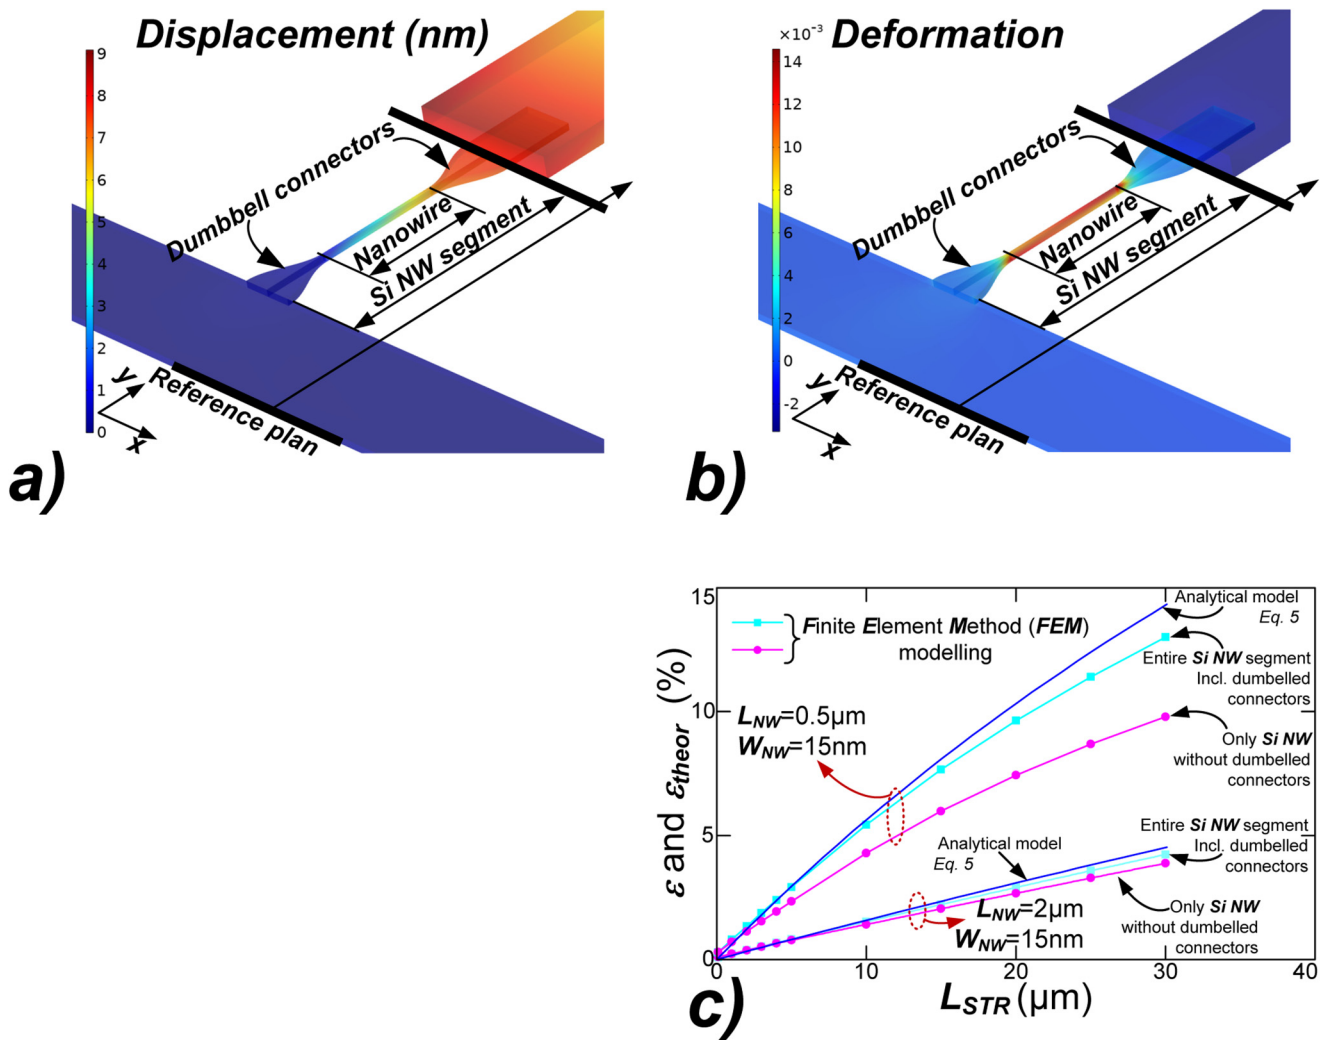 Displacement (nm)
9
8
7
6
5
4
3
2
1
0
Dumbbell connectors
Nanowire
Si NW segment
Reference plan
y
x
a)
Deformation
×10⁻³
14
12
10
8
6
4
2
0
-2
Dumbbell connectors
Nanowire
Si NW segment
Reference plan
y
x
b)
ε and ε_theor (%)
15
10
5
0
Finite Element Method (FEM)
modelling
L_NW=0.5μm
W_NW=15nm
Analytical model
Eq. 5
Entire Si NW segment
Incl. dumbelled
connectors
Only Si NW
without dumbelled
connectors
Analytical model
Eq. 5
Entire Si NW segment
Incl. dumbelled
connectors
L_NW=2μm
W_NW=15nm
Only Si NW
without dumbelled
connectors
0
10
20
30
40
L_STR (μm)
c)